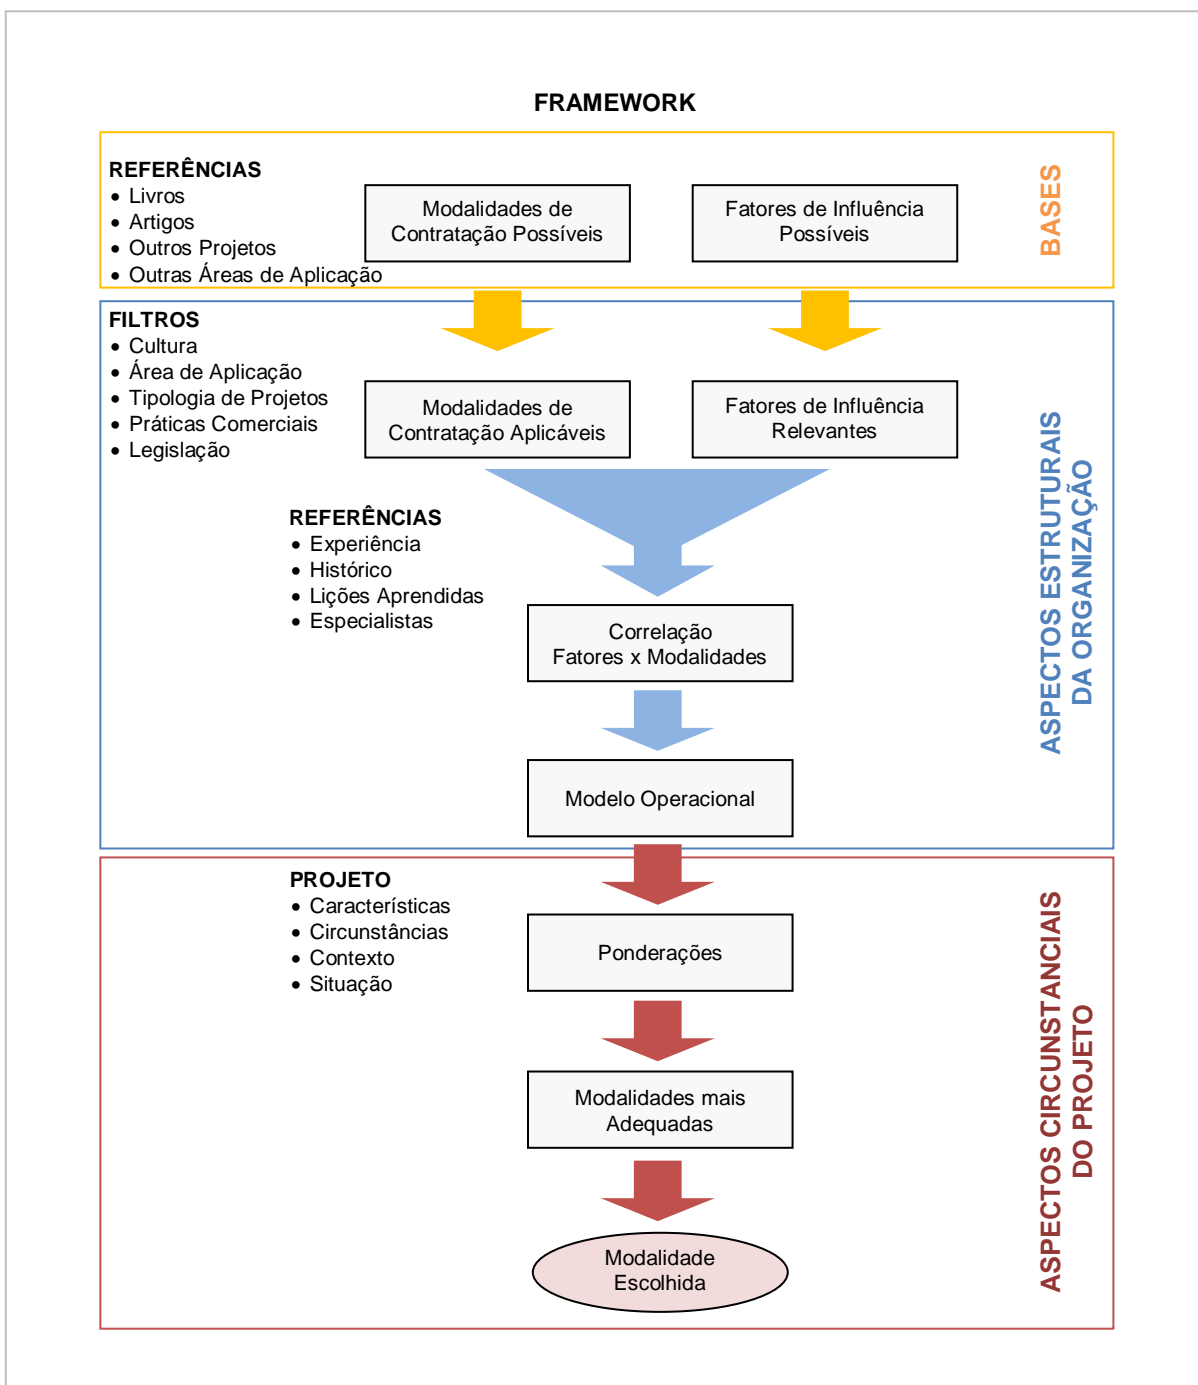 FRAMEWORK
REFERÊNCIAS
• Livros
• Artigos
• Outros Projetos
• Outras Áreas de Aplicação
Modalidades de
Contratação Possíveis
Fatores de Influência
Possíveis
BASES
FILTROS
• Cultura
• Área de Aplicação
• Tipologia de Projetos
• Práticas Comerciais
• Legislação
Modalidades de
Contratação Aplicáveis
Fatores de Influência
Relevantes
REFERÊNCIAS
• Experiência
• Histórico
• Lições Aprendidas
• Especialistas
Correlação
Fatores x Modalidades
Modelo Operacional
ASPECTOS ESTRUTURAIS
DA ORGANIZAÇÃO
PROJETO
• Características
• Circunstâncias
• Contexto
• Situação
Ponderações
Modalidades mais
Adequadas
Modalidade
Escolhida
ASPECTOS CIRCUNSTANCIAIS
DO PROJETO